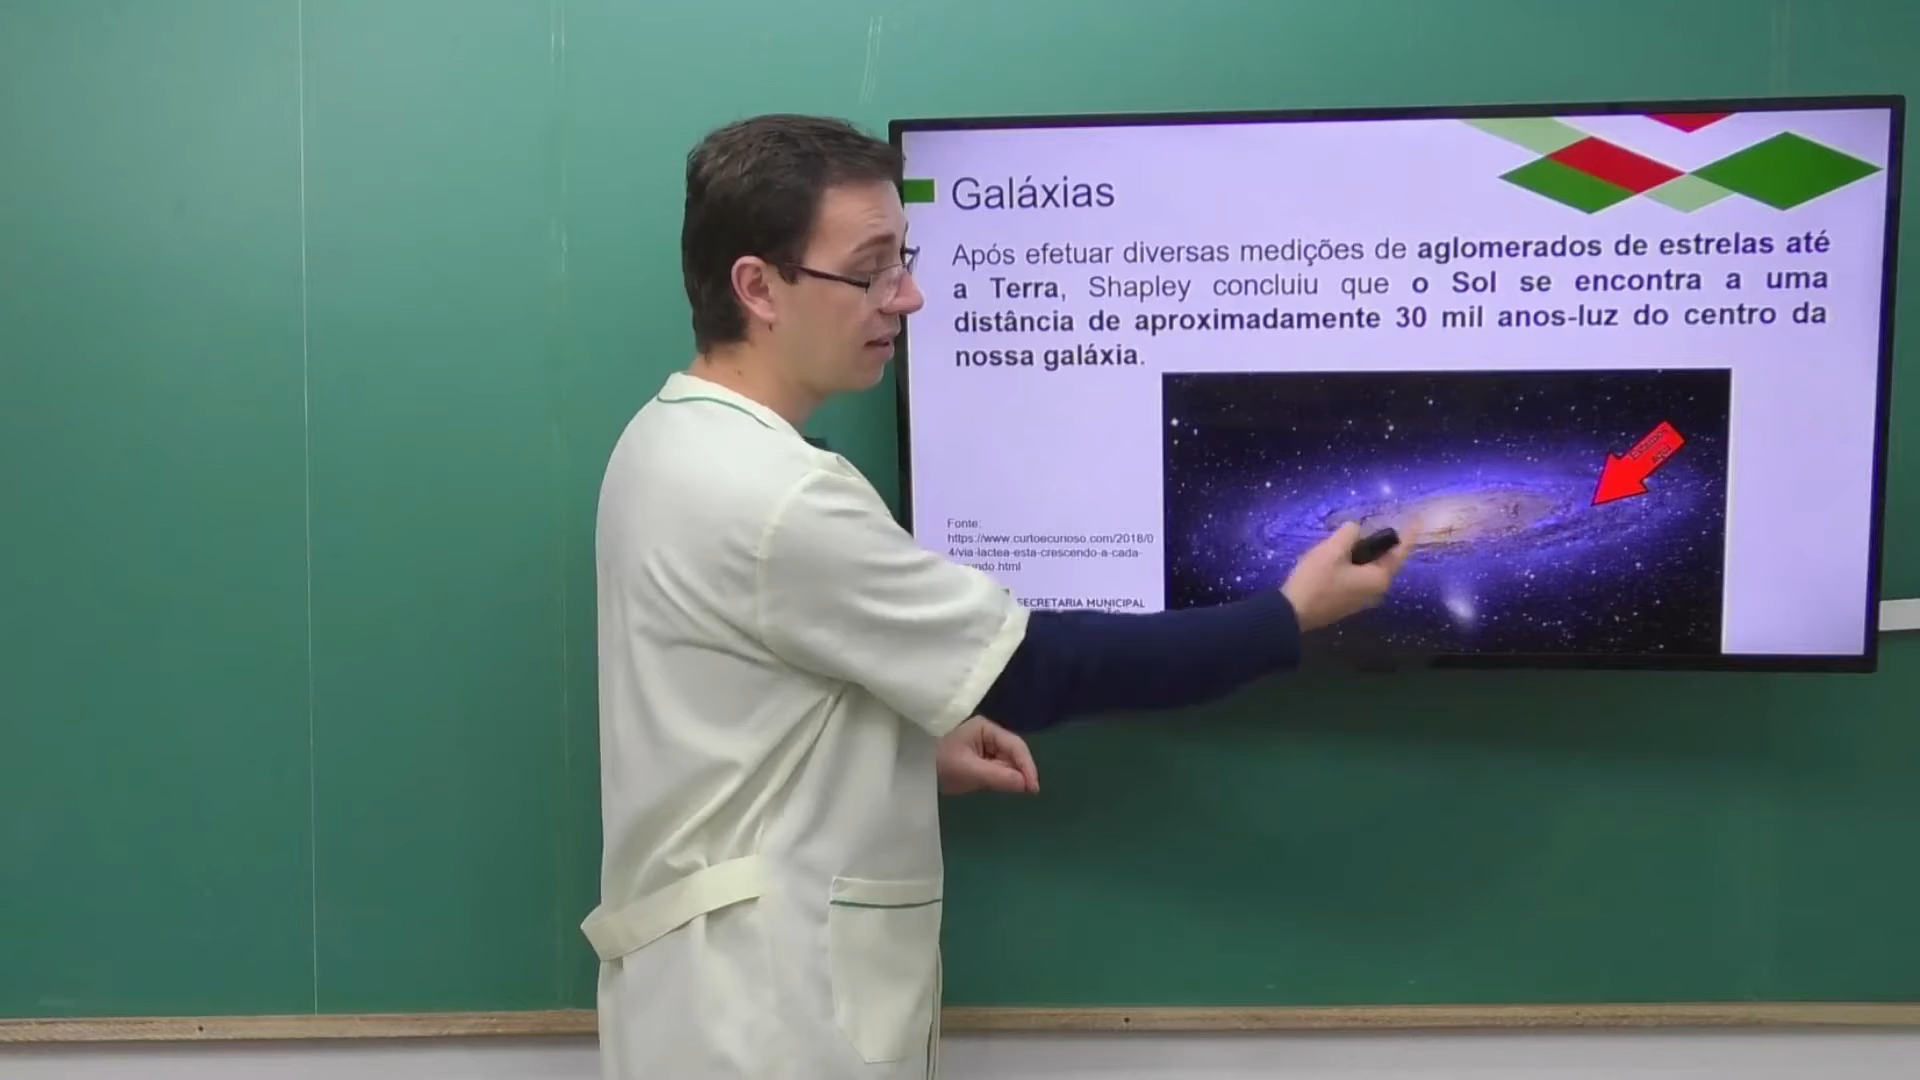 Galáxias
Após efetuar diversas medições de aglomerados de estrelas até
a Terra, Shapley concluiu que o Sol se encontra a uma
distância de aproximadamente 30 mil anos-luz do centro da
nossa galáxia.
Fonte:
https://www.curtoecurioso.com/2018/0
4/via-lactea-esta-crescendo-a-cada-
ndo.html
SECRETARIA MUNICIPAL